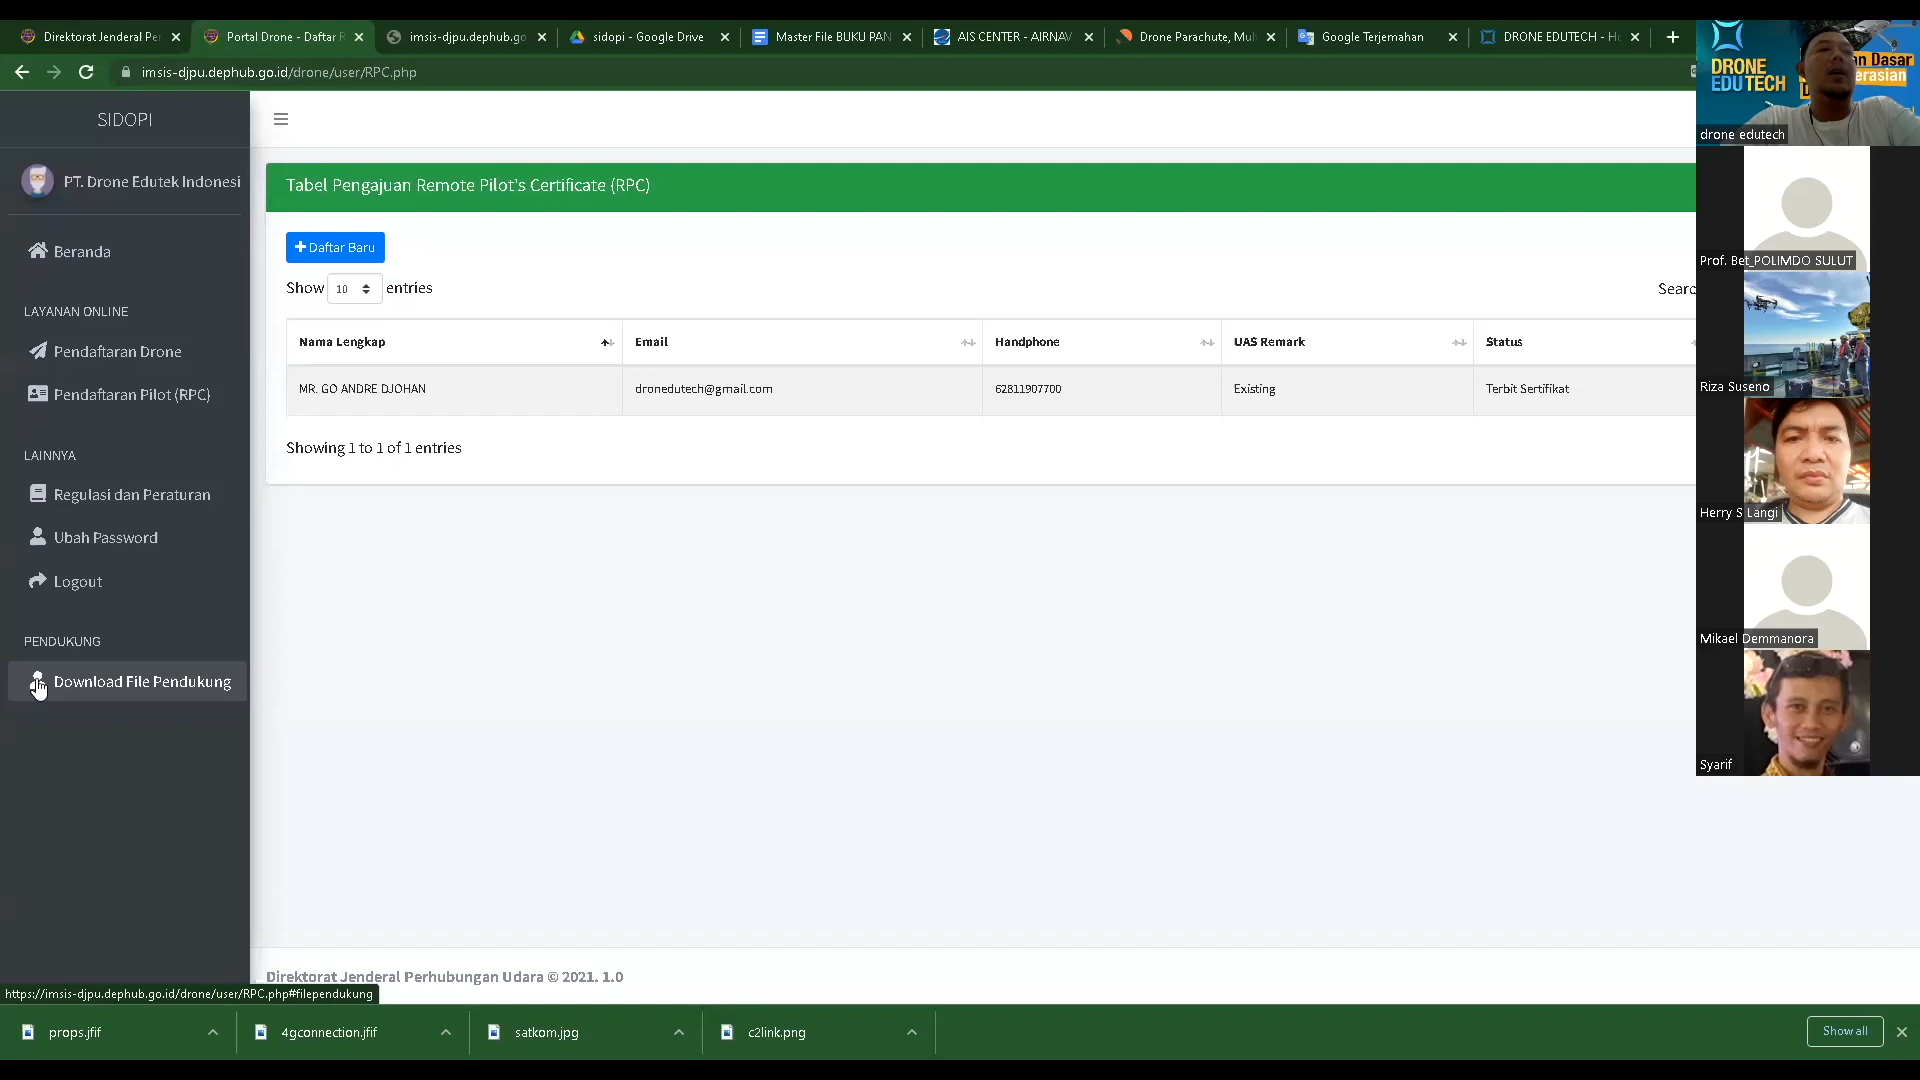 Direktorat Jenderal Per
Portal Drone - Daftar R
imsis-djpu.dephub.go
sidopi - Google Drive
Master File BUKU PAN
AIS CENTER - AIRNAV
Drone Parachute, Mul
Google Terjemahan
DRONE EDUTECH - Ho
imsis-djpu.dephub.go.id/drone/user/RPC.php
SIDOPI
PT. Drone Edutek Indonesi
Beranda
LAYANAN ONLINE
Pendaftaran Drone
Pendaftaran Pilot (RPC)
LAINNYA
Regulasi dan Peraturan
Ubah Password
Logout
PENDUKUNG
Download File Pendukung
Tabel Pengajuan Remote Pilot's Certificate (RPC)
+ Daftar Baru
Show 10 entries
Searc
Nama Lengkap Email Handphone UAS Remark Status
MR. GO ANDRE DJOHAN dronedutech@gmail.com 62811907700 Existing Terbit Sertifikat
Showing 1 to 1 of 1 entries
Direktorat Jenderal Perhubungan Udara © 2021. 1.0
https://imsis-djpu.dephub.go.id/drone/user/RPC.php#filependukung
props.jfif
4gconnection.jfif
satkom.jpg
c2link.png
Show all
DRONE
EDUTECH
n Dasar
erasian
drone edutech
Prof. Bet_POLIMDO SULUT
Riza Suseno
Herry S Langi
Mikael Demmanora
Syarif